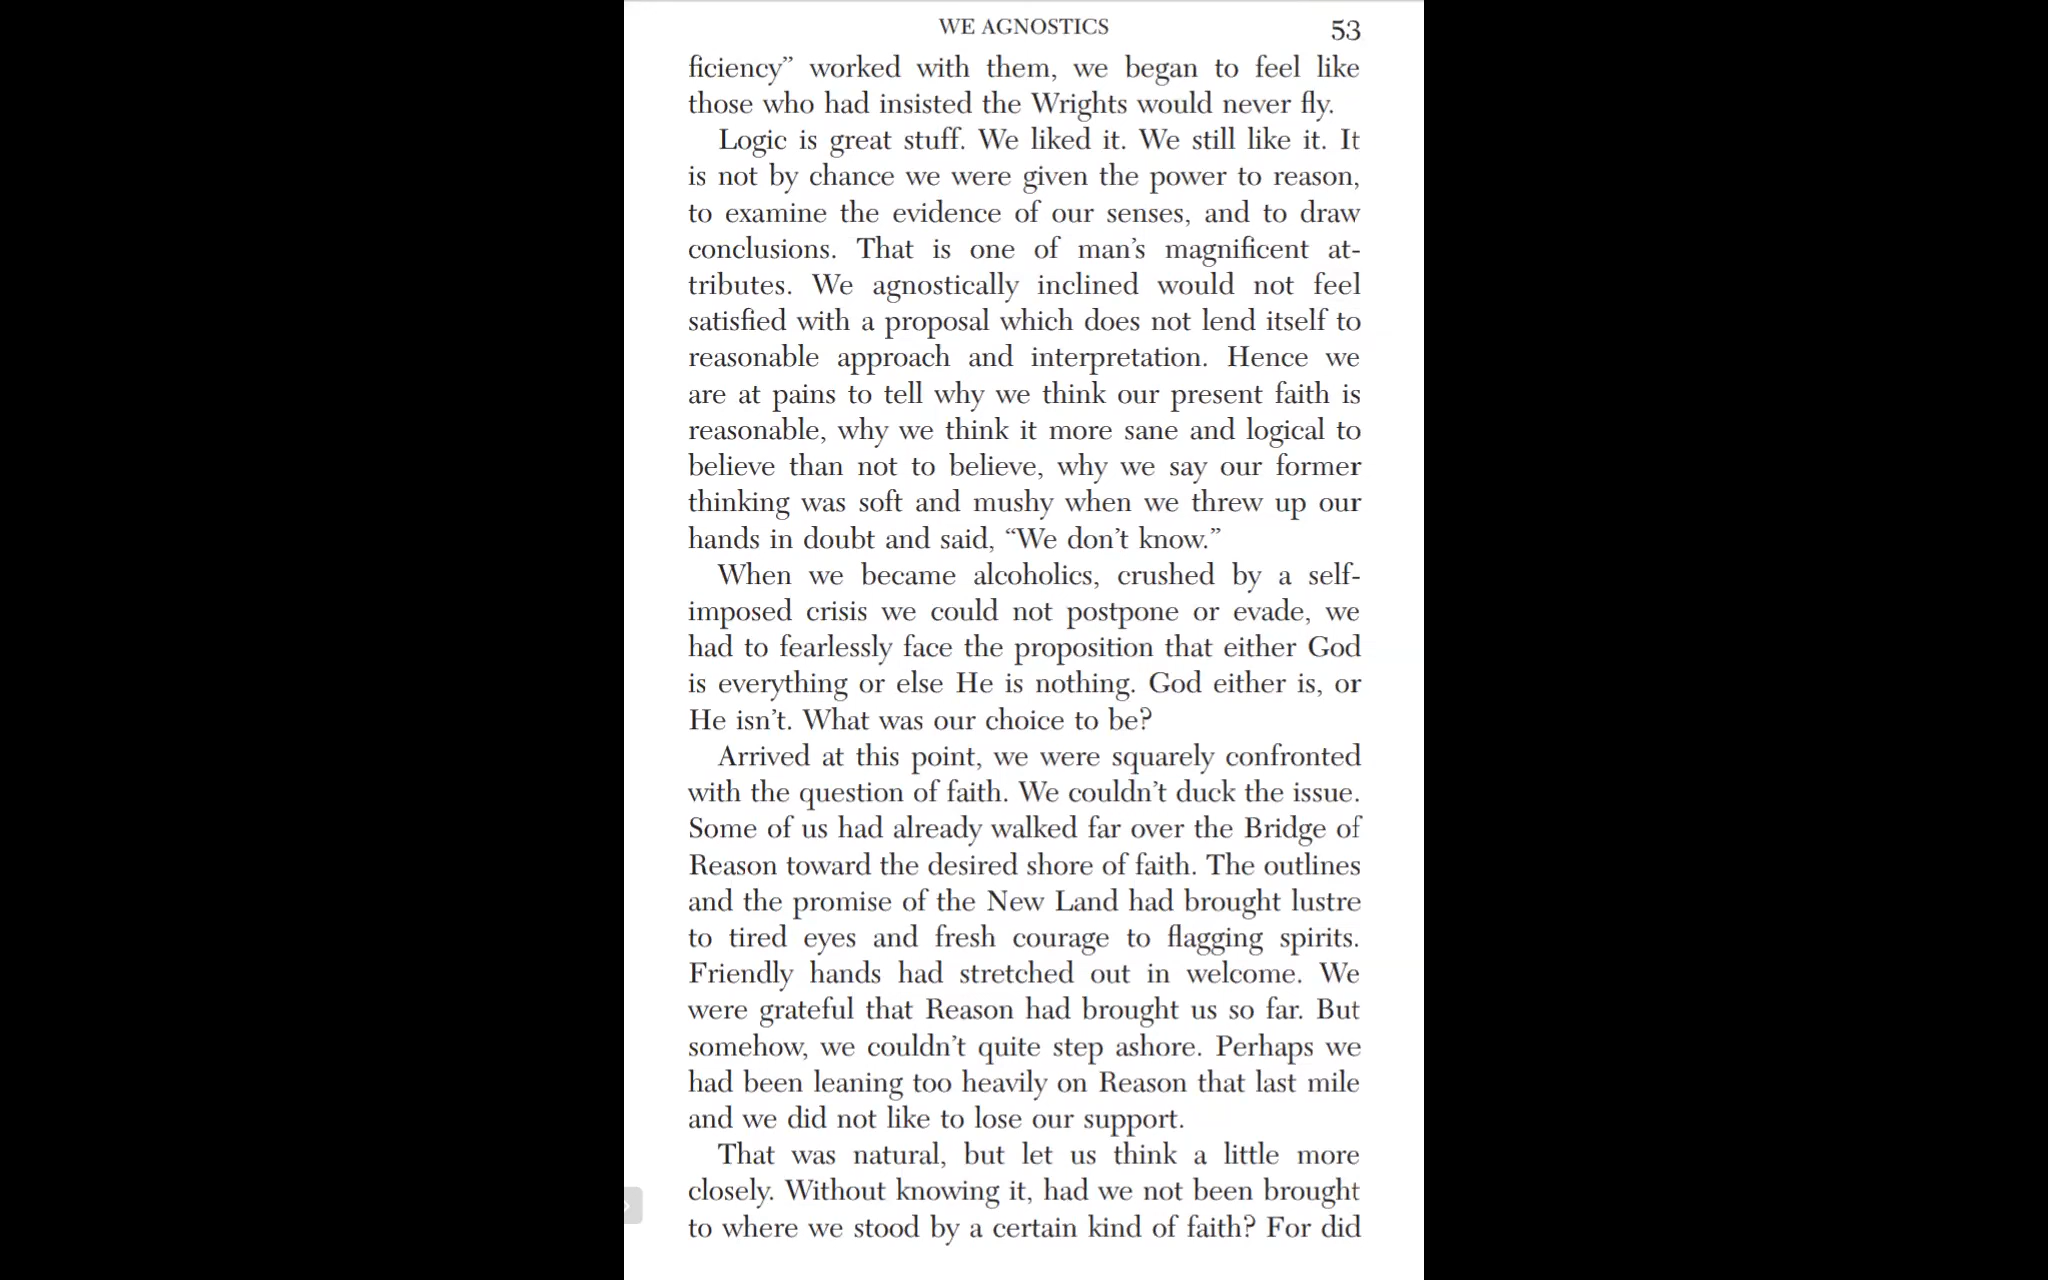 WE AGNOSTICS 53
ficiency” worked with them, we began to feel like
those who had insisted the Wrights would never fly.
Logic is great stuff. We liked it. We still like it. It
is not by chance we were given the power to reason,
to examine the evidence of our senses, and to draw
conclusions. That is one of man’s magnificent at-
tributes. We agnostically inclined would not feel
satisfied with a proposal which does not lend itself to
reasonable approach and interpretation. Hence we
are at pains to tell why we think our present faith is
reasonable, why we think it more sane and logical to
believe than not to believe, why we say our former
thinking was soft and mushy when we threw up our
hands in doubt and said, “We don’t know.”
When we became alcoholics, crushed by a self-
imposed crisis we could not postpone or evade, we
had to fearlessly face the proposition that either God
is everything or else He is nothing. God either is, or
He isn’t. What was our choice to be?
Arrived at this point, we were squarely confronted
with the question of faith. We couldn’t duck the issue.
Some of us had already walked far over the Bridge of
Reason toward the desired shore of faith. The outlines
and the promise of the New Land had brought lustre
to tired eyes and fresh courage to flagging spirits.
Friendly hands had stretched out in welcome. We
were grateful that Reason had brought us so far. But
somehow, we couldn’t quite step ashore. Perhaps we
had been leaning too heavily on Reason that last mile
and we did not like to lose our support.
That was natural, but let us think a little more
closely. Without knowing it, had we not been brought
to where we stood by a certain kind of faith? For did